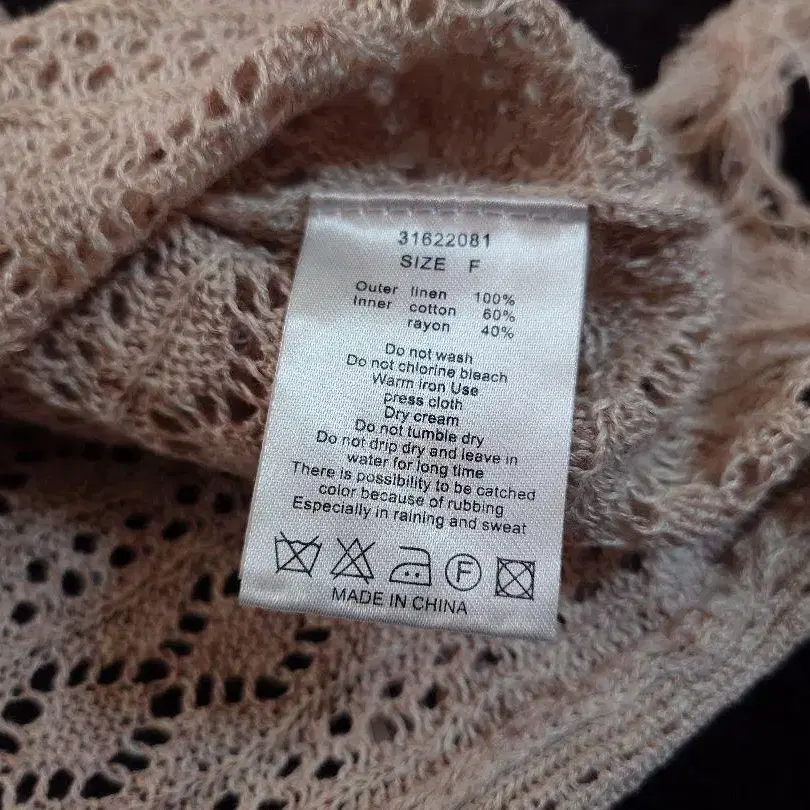 31622081
SIZE F
Outer linen 100%
Inner cotton 60%
rayon 40%
Do not wash
Do not chlorine bleach
Warm iron Use
press cloth
Dry cream
Do not tumble dry
Do not drip dry and leave in
water for long time
There is possibility to be catched
color because of rubbing
Especially in raining and sweat
F
MADE IN CHINA